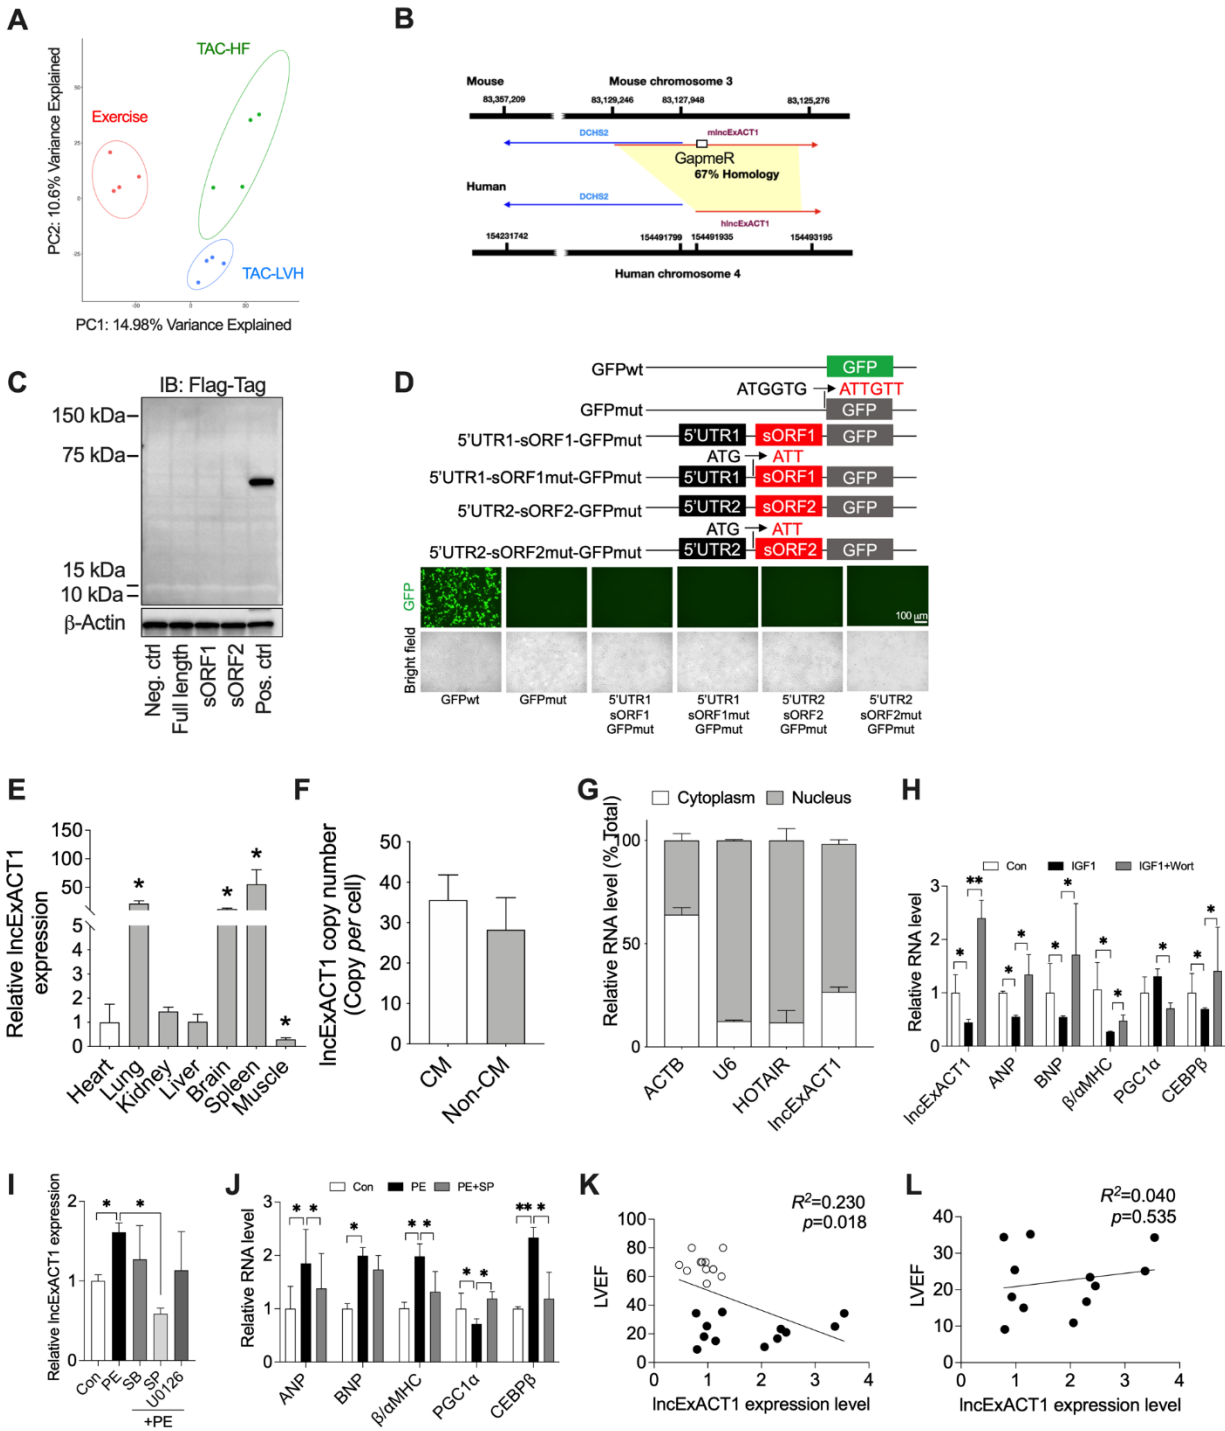 A
TAC-HF
Exercise
TAC-LVH
PC2: 10.6% Variance Explained
50
25
0
-25
-50
0
50
PC1: 14.98% Variance Explained
B
Mouse
Mouse chromosome 3
83,357,209
83,129,246
83,127,948
83,125,276
DCHS2
mlncExACT1
GapmeR
67% Homology
Human
DCHS2
hlncExACT1
154231742
154491799
154491935
154493195
Human chromosome 4
C
IB: Flag-Tag
150 kDa
75 kDa
15 kDa
10 kDa
β-Actin
Neg. ctrl
Full length
sORF1
sORF2
Pos. ctrl
D
GFPwt
GFP
ATGGTG
ATTGTT
GFPmut
GFP
5'UTR1-sORF1-GFPmut
5'UTR1
sORF1
GFP
ATG
ATT
5'UTR1-sORF1mut-GFPmut
5'UTR1
sORF1
GFP
5'UTR2-sORF2-GFPmut
5'UTR2
sORF2
GFP
ATG
ATT
5'UTR2-sORF2mut-GFPmut
5'UTR2
sORF2
GFP
GFP
100 μm
Bright field
GFPwt
GFPmut
5'UTR1
sORF1
GFPmut
5'UTR1
sORF1mut
GFPmut
5'UTR2
sORF2
GFPmut
5'UTR2
sORF2mut
GFPmut
E
Relative lncExACT1
expression
150
100
50
5
4
3
2
1
0
*
*
*
*
Heart
Lung
Kidney
Liver
Brain
Spleen
Muscle
F
lncExACT1 copy number
(Copy per cell)
50
40
30
20
10
0
CM
Non-CM
G
Cytoplasm
Nucleus
Relative RNA level (% Total)
100
50
0
ACTB
U6
HOTAIR
lncExACT1
H
Con
IGF1
IGF1+Wort
Relative RNA level
3
2
1
0
**
*
*
*
*
*
*
*
*
*
*
lncExACT1
ANP
BNP
β/αMHC
PGC1α
CEBPβ
I
Relative lncExACT1 expression
2
1
0
*
*
Con
PE
SB
SP
U0126
+PE
J
Con
PE
PE+SP
Relative RNA level
3
2
1
0
*
*
*
*
*
*
*
**
*
ANP
BNP
β/αMHC
PGC1α
CEBPβ
K
R²=0.230
p=0.018
LVEF
100
80
60
40
20
0
0
1
2
3
4
lncExACT1 expression level
L
R²=0.040
p=0.535
LVEF
40
30
20
10
0
0
1
2
3
4
lncExACT1 expression level